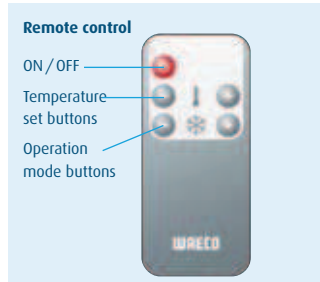 Remote control
ON / OFF
Temperature
set buttons
Operation
mode buttons
WAECO